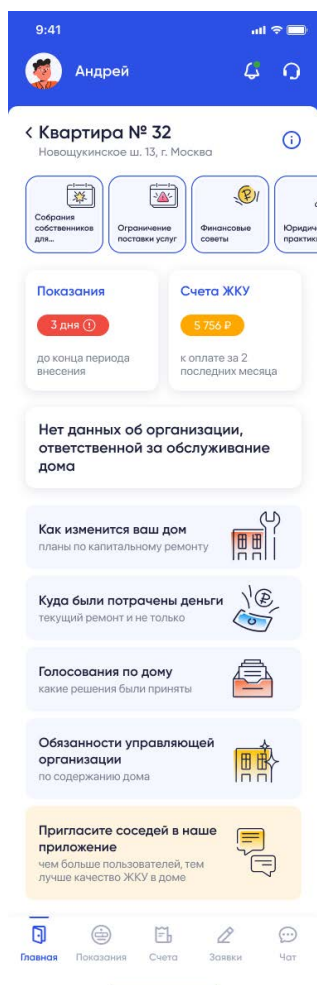 9:41
Андрей
Квартира № 32
Новощукинское ш. 13, г. Москва
Собрания
собственников
для...
Ограничение
поставки услуг
Финансовые
советы
Показания
3 дня
до конца периода
внесения
Счета ЖКУ
5 756 ₽
к оплате за 2
последних месяца
Нет данных об организации,
ответственной за обслуживание
дома
Как изменится ваш дом
планы по капитальному ремонту
Куда были потрачены деньги
текущий ремонт и не только
Голосования по дому
какие решения были приняты
Обязанности управляющей
организации
по содержанию дома
Пригласите соседей в наше
приложение
чем больше пользователей, тем
лучше качество ЖКУ в доме
Главная
Показания
Счета
Заявки
Чат